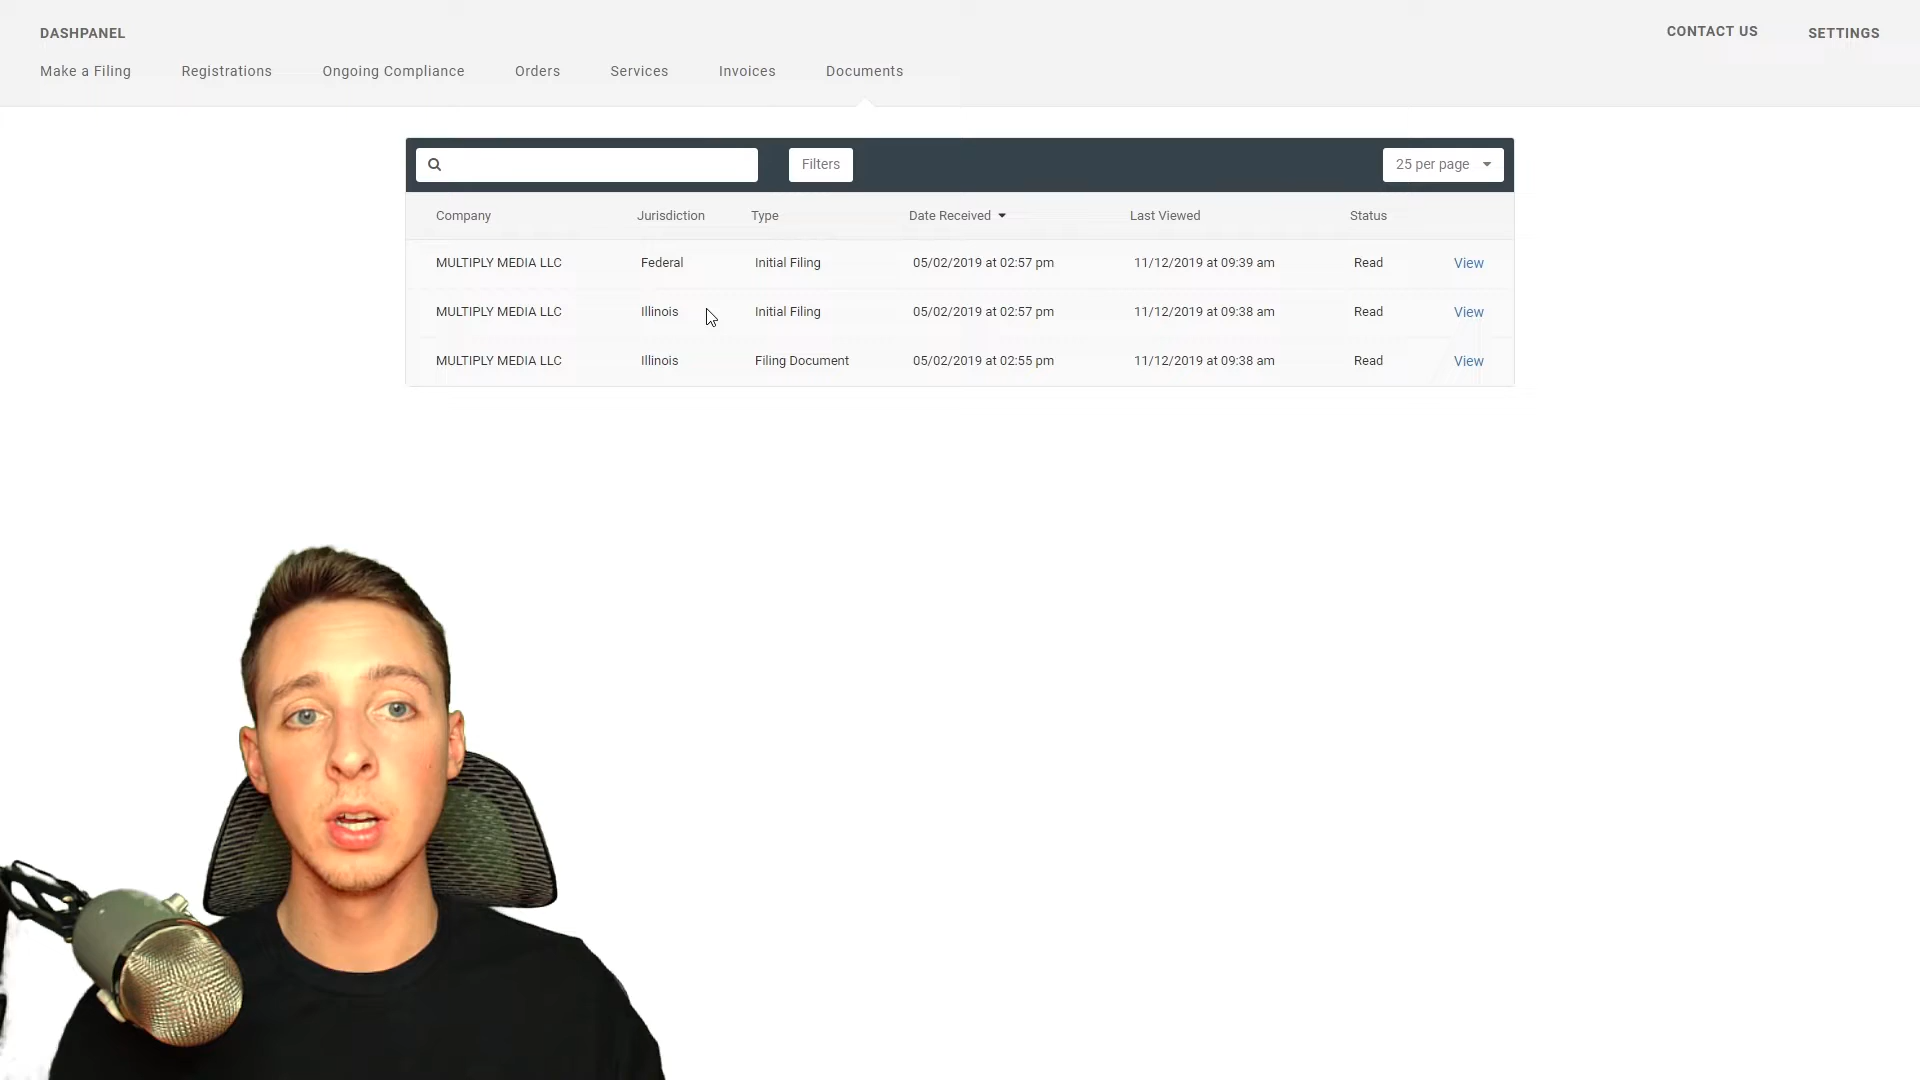 DASHPANEL
CONTACT US
SETTINGS
Make a Filing Registrations Ongoing Compliance Orders Services Invoices Documents
Filters
25 per page
Company Jurisdiction Type Date Received Last Viewed Status
MULTIPLY MEDIA LLC Federal Initial Filing 05/02/2019 at 02:57 pm 11/12/2019 at 09:39 am Read View
MULTIPLY MEDIA LLC Illinois Initial Filing 05/02/2019 at 02:57 pm 11/12/2019 at 09:38 am Read View
MULTIPLY MEDIA LLC Illinois Filing Document 05/02/2019 at 02:55 pm 11/12/2019 at 09:38 am Read View